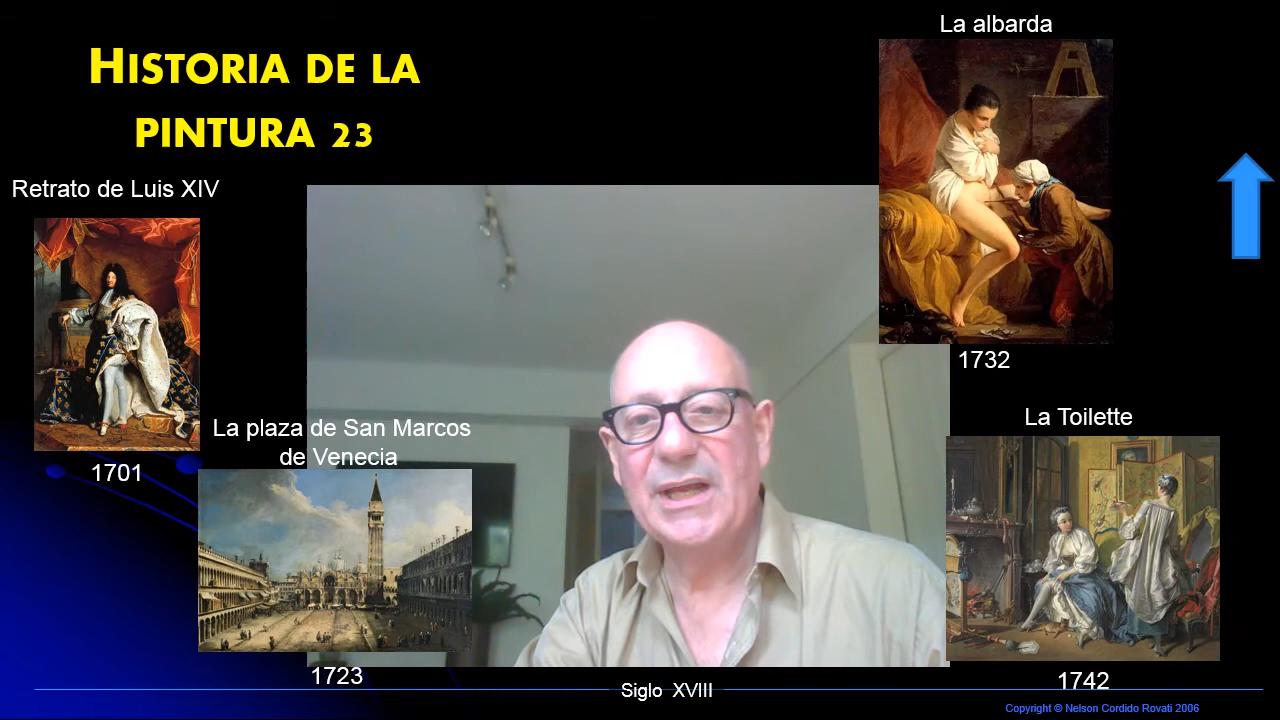 HISTORIA DE LA
PINTURA 23
La albarda
Retrato de Luis XIV
1701
La plaza de San Marcos
de Venecia
1723
1732
La Toilette
1742
Siglo XVIII
Copyright © Nelson Cordido Rovati 2006